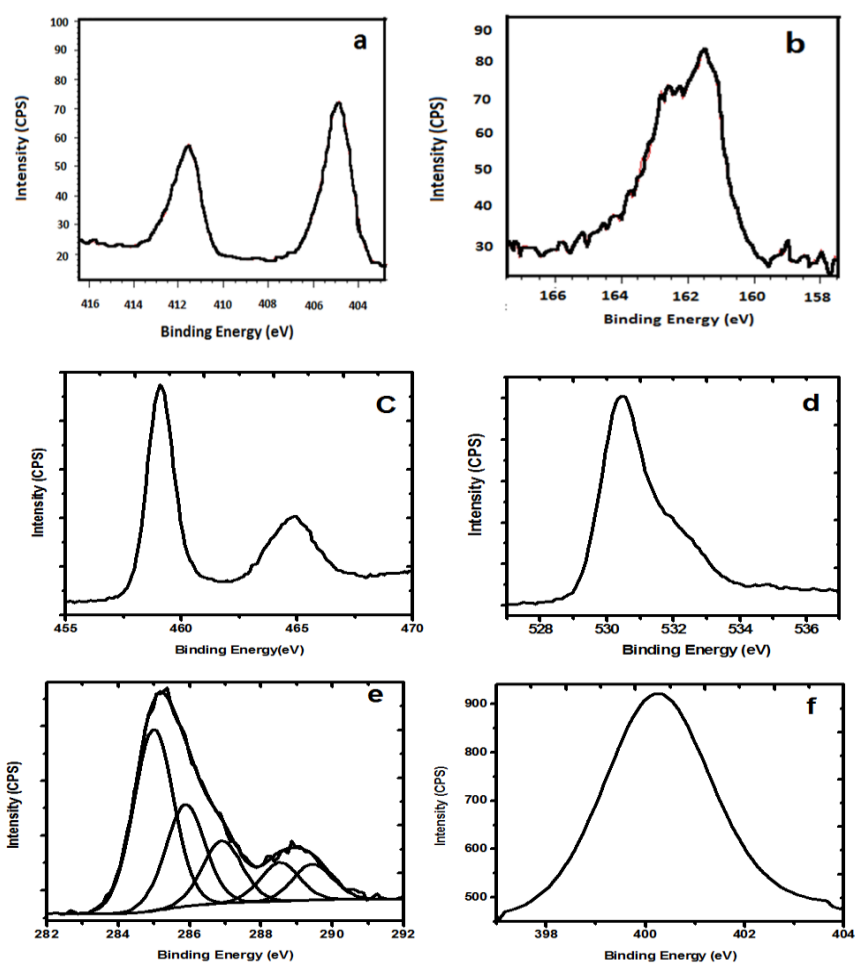 a
Intensity (CPS)
100
90
80
70
60
50
40
30
20
416 414 412 410 408 406 404
Binding Energy (eV)
b
Intensity (CPS)
90
80
70
60
50
40
30
166 164 162 160 158
Binding Energy (eV)
C
Intensity (CPS)
455 460 465 470
Binding Energy(eV)
d
Intensity (CPS)
528 530 532 534 536
Binding Energy (eV)
e
Intensity (CPS)
282 284 286 288 290 292
Binding Energy (eV)
f
Intensity (CPS)
900
800
700
600
500
398 400 402 404
Binding Energy (eV)